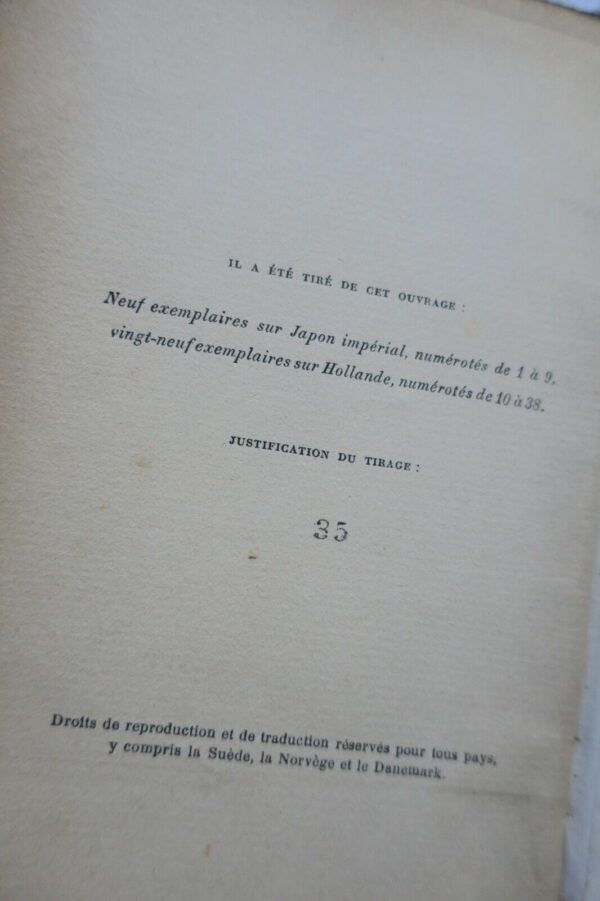 IL A ÉTÉ TIRÉ DE CET OUVRAGE :
Neuf exemplaires sur Japon impérial, numérotés de 1 à 9.
vingt-neuf exemplaires sur Hollande, numérotés de 10 à 38.
JUSTIFICATION DU TIRAGE :
35
Droits de reproduction et de traduction réservés pour tous pays,
y compris la Suède, la Norvège et le Danemark.